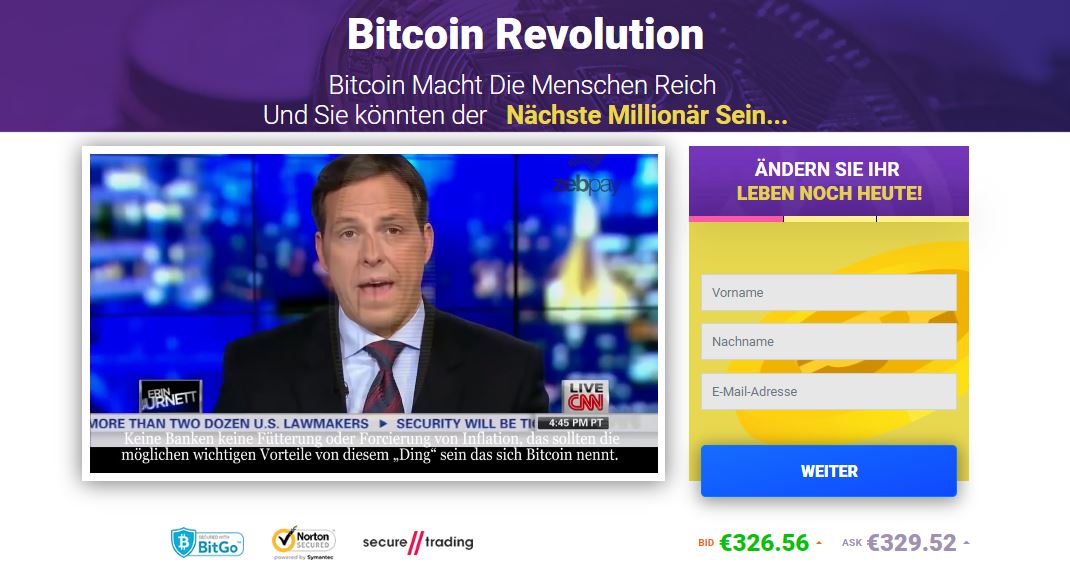 Bitcoin Revolution
Bitcoin Macht Die Menschen Reich
Und Sie könnten der Nächste Millionär Sein...
zebpay
ERIN
BURNETT
LIVE
CNN
MORE THAN TWO DOZEN U.S. LAWMAKERS ► SECURITY WILL BE
4:45 PM PT
Keine Banken keine Fütterung oder Forcierung von Inflation, das sollten die
möglichen wichtigen Vorteile von diesem „Ding“ sein das sich Bitcoin nennt.
ÄNDERN SIE IHR
LEBEN NOCH HEUTE!
Vorname
Nachname
E-Mail-Adresse
WEITER
SECURED WITH
BitGo™
Norton
SECURED
powered by Symantec
secure//trading
BID €326.56
ASK €329.52